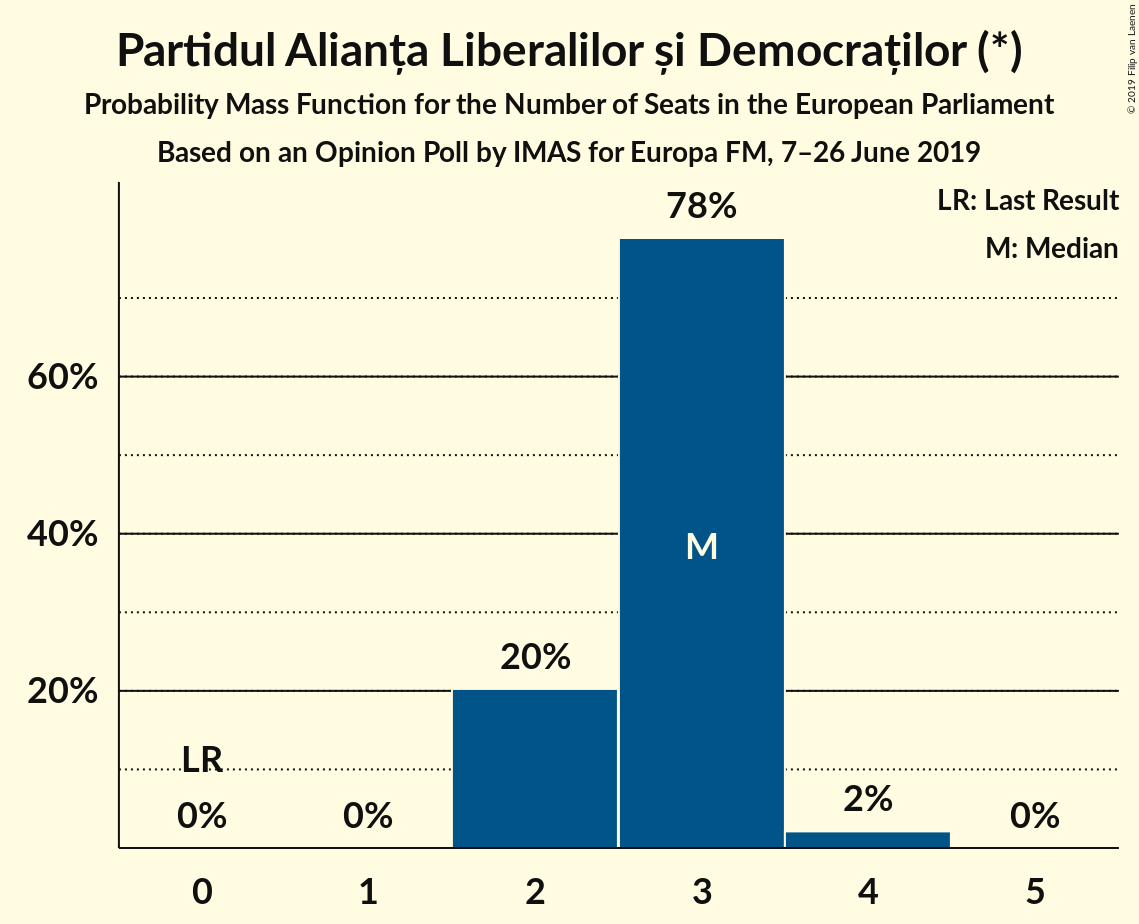 Partidul Alianța Liberalilor și Democraților (*)
Probability Mass Function for the Number of Seats in the European Parliament
Based on an Opinion Poll by IMAS for Europa FM, 7–26 June 2019
© 2019 Filip van Laenen
LR: Last Result
M: Median
78%
60%
40%
M
20%
20%
LR
0%
0%
2%
0%
0
1
2
3
4
5